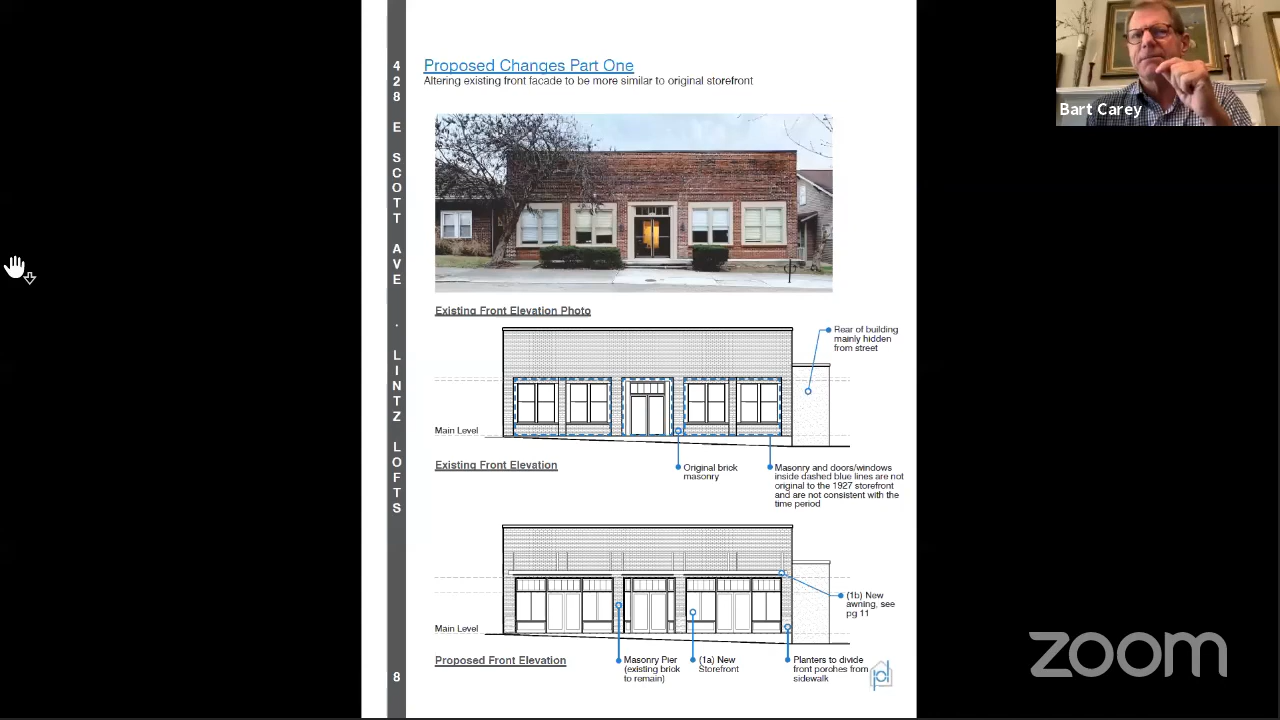 Proposed Changes Part One
Altering existing front facade to be more similar to original storefront
Bart Carey
428 E SCOTT AVE · LINTZ LOFTS
Existing Front Elevation Photo
Rear of building
mainly hidden
from street
Main Level
Existing Front Elevation
Original brick
masonry
Masonry and doors/windows
inside dashed blue lines are not
original to the 1927 storefront
and are not consistent with the
time period
(1b) New
awning, see
pg 11
Main Level
Proposed Front Elevation
Masonry Pier
(existing brick
to remain)
(1a) New
Storefront
Planters to divide
front porches from
sidewalk
8
zoom